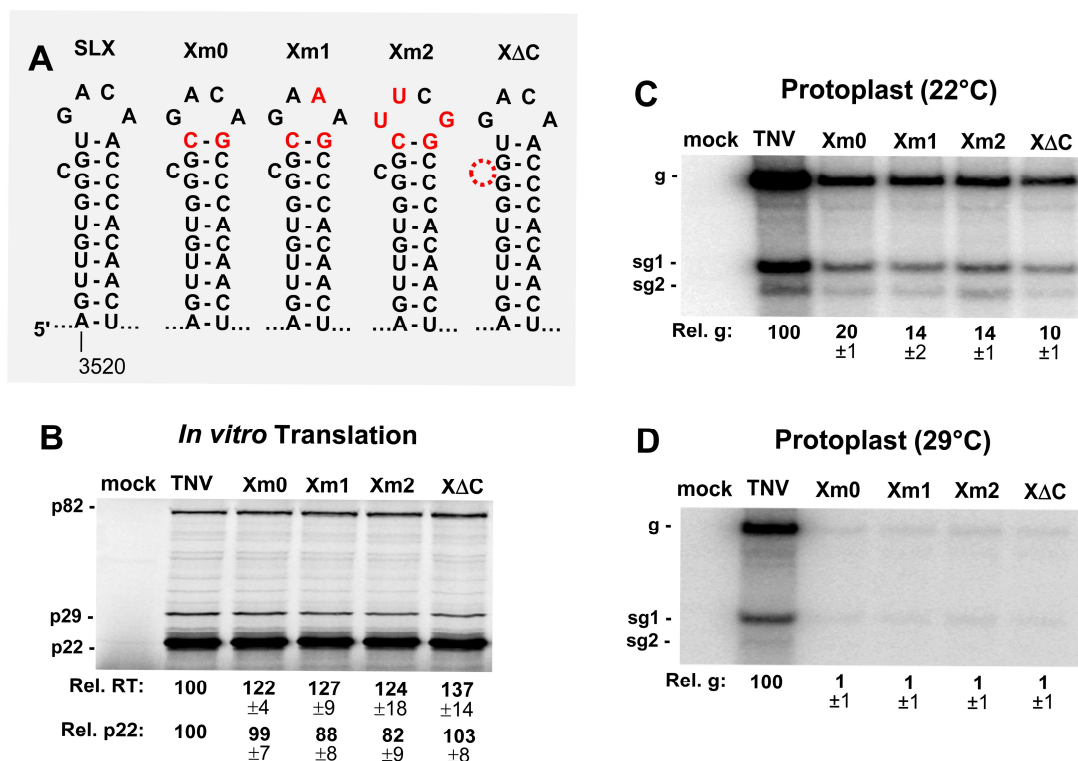 A
SLX Xm0 Xm1 Xm2 XΔC
A C A C A A U C A C
G A G A G A U G G A
U - A C - G C - G C - G U - A
G - C G - C G - C G - C G - C
C C C C
G - C G - C G - C G - C G - C
G - C G - C G - C G - C G - C
U - A U - A U - A U - A U - A
G - C G - C G - C G - C G - C
U - A U - A U - A U - A U - A
U - A U - A U - A U - A U - A
G - C G - C G - C G - C G - C
5' ...A - U... ...A - U... ...A - U... ...A - U... ...A - U...
3520
B
In vitro Translation
mock TNV Xm0 Xm1 Xm2 XΔC
p82 -
p29 -
p22 -
Rel. RT: 100 122 127 124 137
±4 ±9 ±18 ±14
Rel. p22: 100 99 88 82 103
±7 ±8 ±9 +8
C
Protoplast (22°C)
mock TNV Xm0 Xm1 Xm2 XΔC
g -
sg1 -
sg2 -
Rel. g: 100 20 14 14 10
±1 ±2 ±1 ±1
D
Protoplast (29°C)
mock TNV Xm0 Xm1 Xm2 XΔC
g -
sg1 -
sg2 -
Rel. g: 100 1 1 1 1
±1 ±1 ±1 ±1